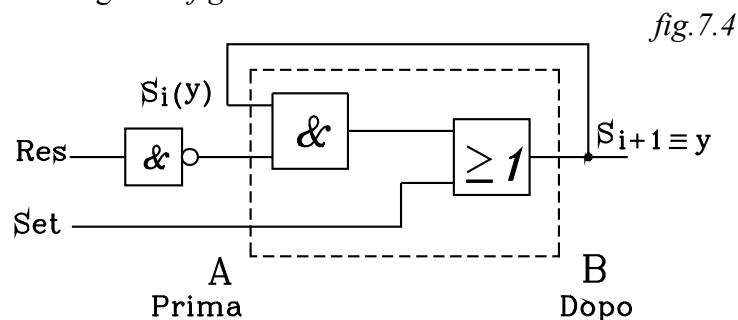 fig.7.4
Si(y)
&
&
Res
≥ 1
Si+1 ≡ y
Set
A
B
Prima
Dopo